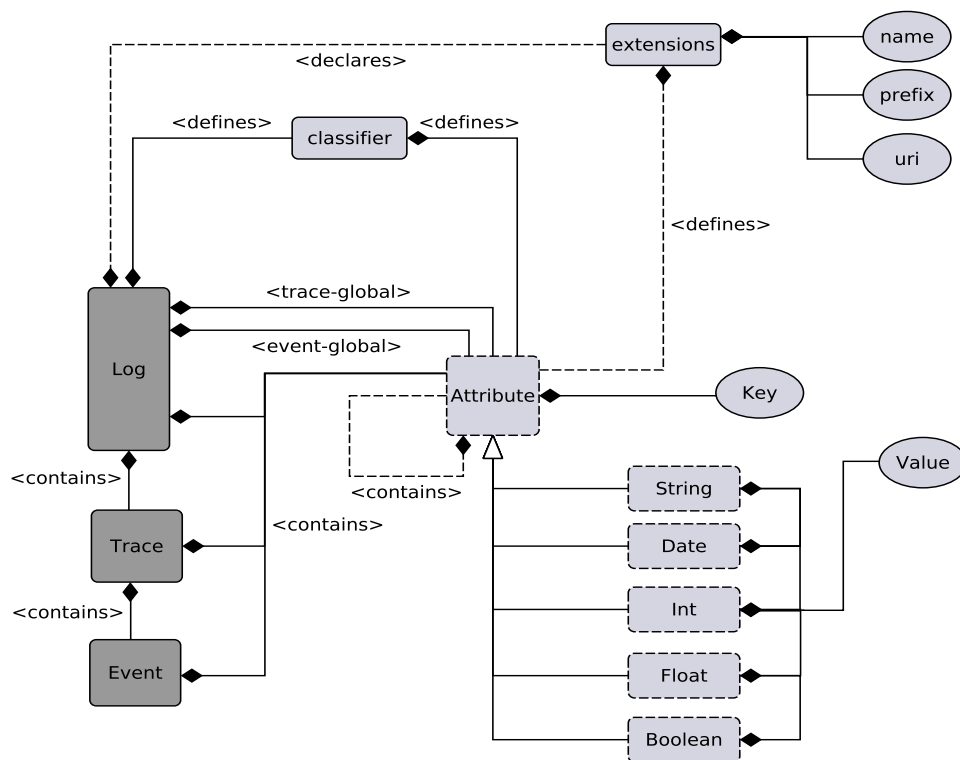 extensions
name
<declares>
prefix
<defines>
classifier
<defines>
uri
<defines>
<trace-global>
<event-global>
Log
Attribute
Key
<contains>
<contains>
Value
String
<contains>
Trace
Date
<contains>
Int
Event
Float
Boolean